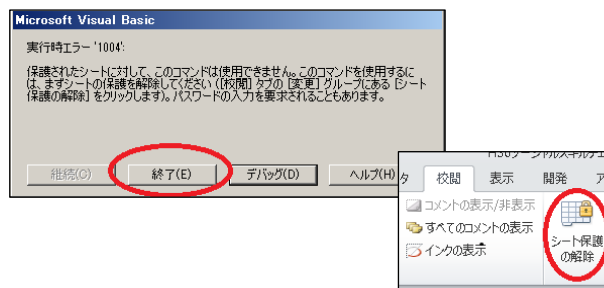 Microsoft Visual Basic
実行時エラー '1004':
保護されたシートに対して、このコマンドは使用できません。このコマンドを使用するに
は、まずシートの保護を解除してください ([校閲] タブの [変更] グループにある [シート
保護の解除] をクリックします)。パスワードの入力を要求されることもあります。
継続(C)
終了(E)
デバッグ(D)
ヘルプ(H)
タ
校閲
表示
開発
ア
コメントの表示/非表示
すべてのコメントの表示
インクの表示
シート保護
の解除